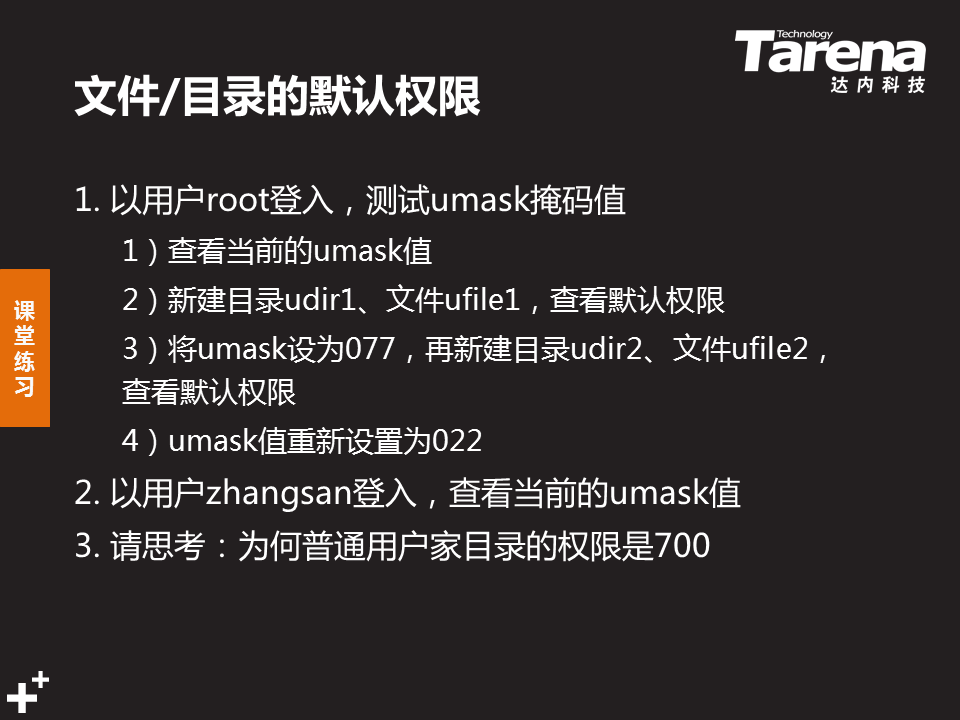 Technology
Tarena
达内科技
文件/目录的默认权限
1. 以用户root登入，测试umask掩码值
1）查看当前的umask值
2）新建目录udir1、文件ufile1，查看默认权限
3）将umask设为077，再新建目录udir2、文件ufile2，
查看默认权限
4）umask值重新设置为022
2. 以用户zhangsan登入，查看当前的umask值
3. 请思考：为何普通用户家目录的权限是700
课
堂
练
习